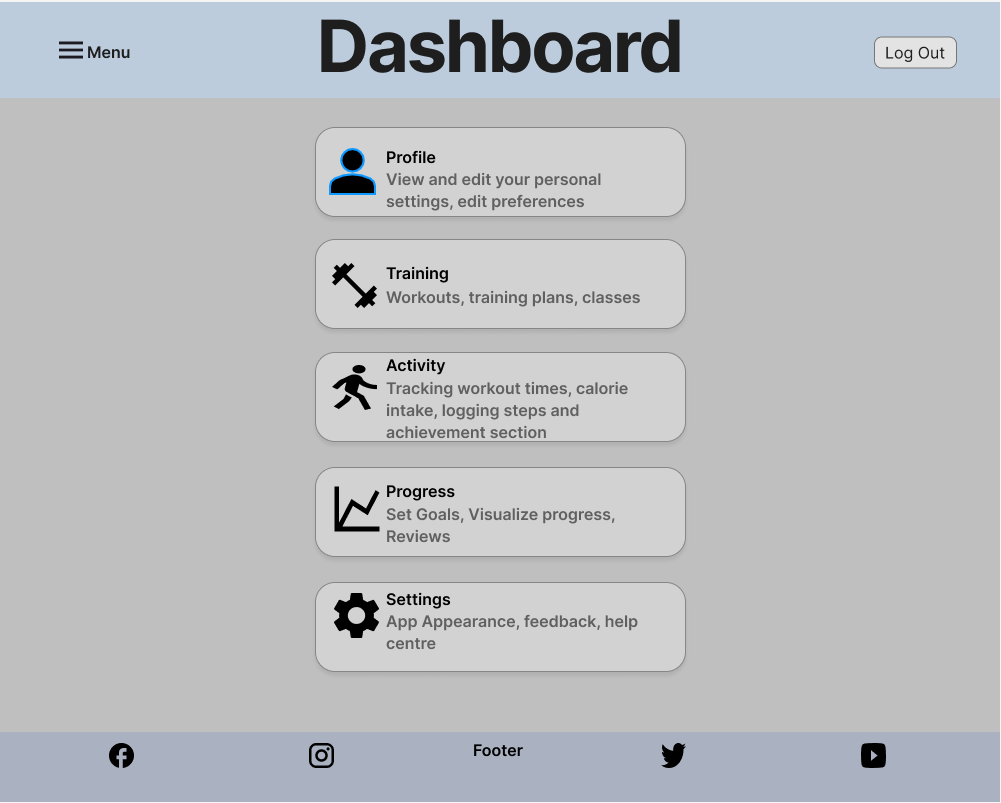 Menu
Dashboard
Log Out
Profile
View and edit your personal
settings, edit preferences
Training
Workouts, training plans, classes
Activity
Tracking workout times, calorie
intake, logging steps and
achievement section
Progress
Set Goals, Visualize progress,
Reviews
Settings
App Appearance, feedback, help
centre
Footer